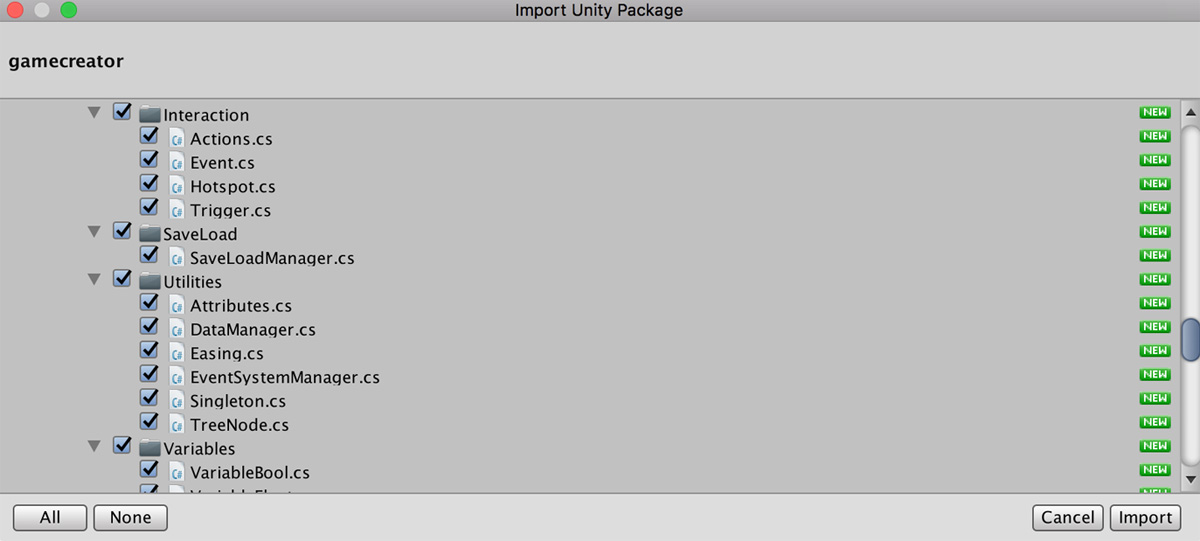 Import Unity Package
gamecreator
Interaction NEW
C# Actions.cs NEW
C# Event.cs NEW
C# Hotspot.cs NEW
C# Trigger.cs NEW
SaveLoad NEW
C# SaveLoadManager.cs NEW
Utilities NEW
C# Attributes.cs NEW
C# DataManager.cs NEW
C# Easing.cs NEW
C# EventSystemManager.cs NEW
C# Singleton.cs NEW
C# TreeNode.cs NEW
Variables NEW
C# VariableBool.cs NEW
All None Cancel Import